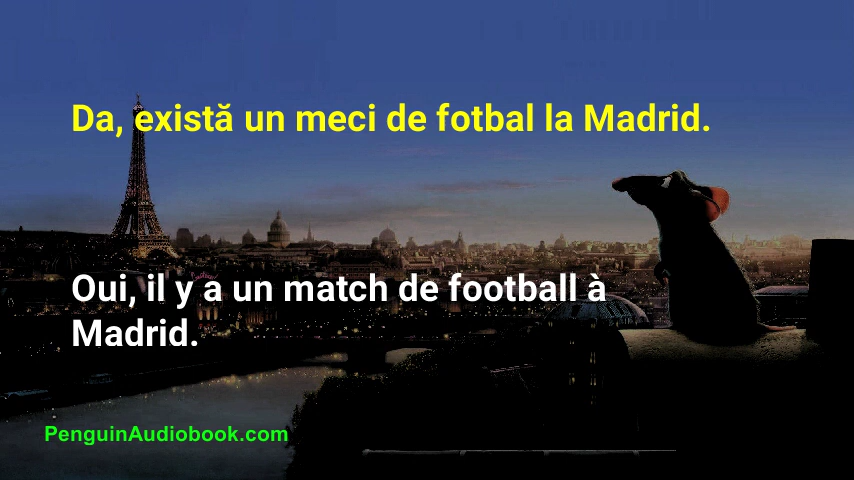 Da, există un meci de fotbal la Madrid.
Oui, il y a un match de football à
Madrid.
PenguinAudiobook.com